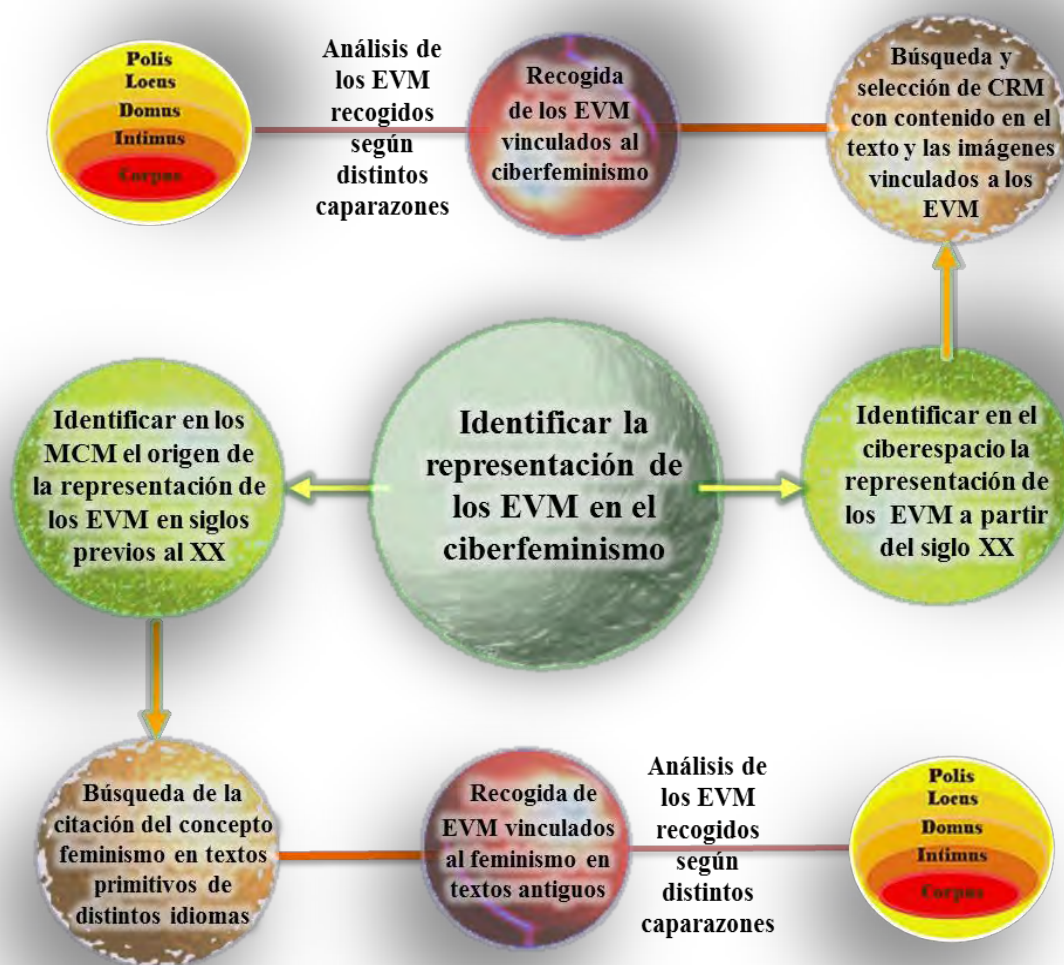 Polis
Locus
Domus
Intimus
Corpus
Análisis de
los EVM
recogidos
según
distintos
caparazones
Recogida
de los EVM
vinculados al
ciberfeminismo
Búsqueda y
selección de CRM
con contenido en el
texto y las imágenes
vinculados a los
EVM
Identificar en los
MCM el origen de
la representación de
los EVM en siglos
previos al XX
Identificar la
representación de
los EVM en el
ciberfeminismo
Identificar en el
ciberespacio la
representación de
los EVM a partir
del siglo XX
Búsqueda de la
citación del concepto
feminismo en textos
primitivos de
distintos idiomas
Recogida de
EVM vinculados
al feminismo en
textos antiguos
Análisis de
los EVM
recogidos
según
distintos
caparazones
Polis
Locus
Domus
Intimus
Corpus